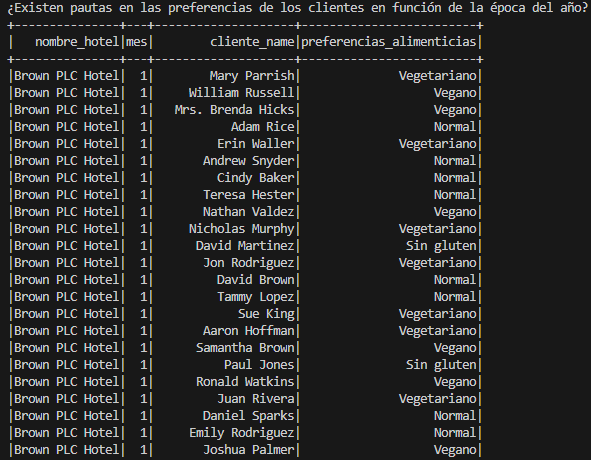 ¿Existen pautas en las preferencias de los clientes en función de la época del año?
+---------------+---+------------------+------------------------+
|   nombre_hotel|mes|      cliente_name|preferencias_alimenticias|
+---------------+---+------------------+------------------------+
|Brown PLC Hotel|  1|      Mary Parrish|             Vegetariano|
|Brown PLC Hotel|  1|   William Russell|                  Vegano|
|Brown PLC Hotel|  1|  Mrs. Brenda Hicks|                  Vegano|
|Brown PLC Hotel|  1|         Adam Rice|                  Normal|
|Brown PLC Hotel|  1|       Erin Waller|             Vegetariano|
|Brown PLC Hotel|  1|     Andrew Snyder|                  Normal|
|Brown PLC Hotel|  1|       Cindy Baker|                  Normal|
|Brown PLC Hotel|  1|     Teresa Hester|                  Normal|
|Brown PLC Hotel|  1|     Nathan Valdez|                  Vegano|
|Brown PLC Hotel|  1|   Nicholas Murphy|             Vegetariano|
|Brown PLC Hotel|  1|    David Martinez|              Sin gluten|
|Brown PLC Hotel|  1|     Jon Rodriguez|             Vegetariano|
|Brown PLC Hotel|  1|       David Brown|                  Normal|
|Brown PLC Hotel|  1|       Tammy Lopez|                  Normal|
|Brown PLC Hotel|  1|          Sue King|             Vegetariano|
|Brown PLC Hotel|  1|     Aaron Hoffman|             Vegetariano|
|Brown PLC Hotel|  1|    Samantha Brown|                  Vegano|
|Brown PLC Hotel|  1|        Paul Jones|              Sin gluten|
|Brown PLC Hotel|  1|    Ronald Watkins|                  Vegano|
|Brown PLC Hotel|  1|       Juan Rivera|             Vegetariano|
|Brown PLC Hotel|  1|     Daniel Sparks|                  Normal|
|Brown PLC Hotel|  1|   Emily Rodriguez|                  Normal|
|Brown PLC Hotel|  1|     Joshua Palmer|                  Vegano|